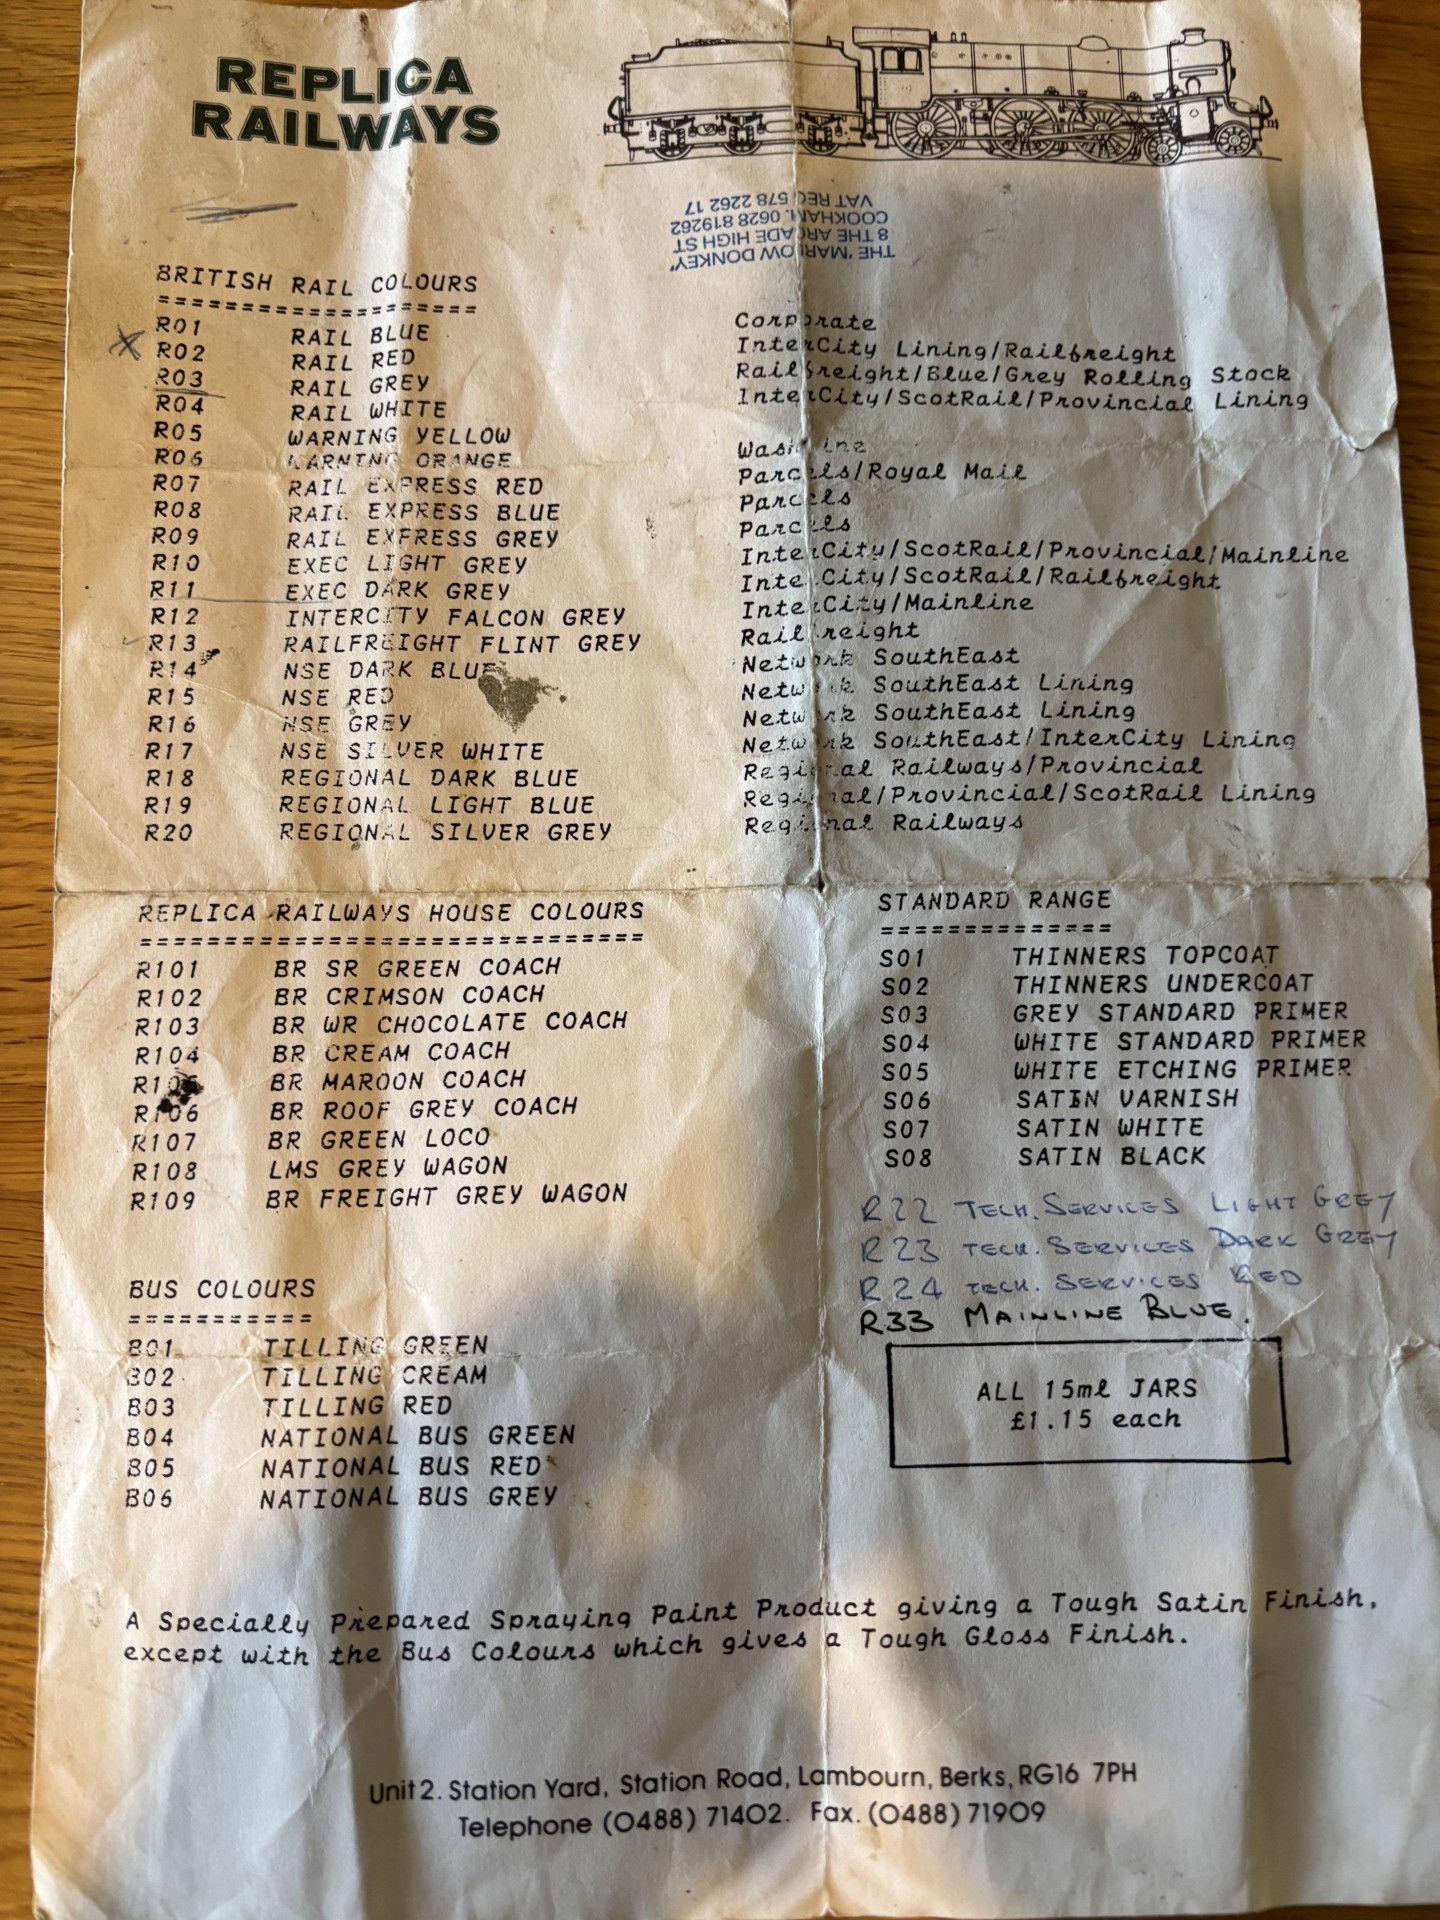 REPLICA
RAILWAYS
THE 'MARLOW DONKEY'
8 THE ARCADE HIGH ST
COOKHAM. 0628 819262
VAT REG 578 2262 17
BRITISH RAIL COLOURS
====================
R01 RAIL BLUE Corporate
R02 RAIL RED InterCity Lining/Railfreight
R03 RAIL GREY Railfreight/Blue/Grey Rolling Stock
R04 RAIL WHITE InterCity/ScotRail/Provincial Lining
R05 WARNING YELLOW
R06 WARNING ORANGE Washline
R07 RAIL EXPRESS RED Parcels/Royal Mail
R08 RAIL EXPRESS BLUE Parcels
R09 RAIL EXPRESS GREY Parcels
R10 EXEC LIGHT GREY InterCity/ScotRail/Provincial/Mainline
R11 EXEC DARK GREY InterCity/ScotRail/Railfreight
R12 INTERCITY FALCON GREY InterCity/Mainline
R13 RAILFREIGHT FLINT GREY Railfreight
R14 NSE DARK BLUE Network SouthEast
R15 NSE RED Network SouthEast Lining
R16 NSE GREY Network SouthEast Lining
R17 NSE SILVER WHITE Network SouthEast/InterCity Lining
R18 REGIONAL DARK BLUE Regional Railways/Provincial
R19 REGIONAL LIGHT BLUE Regional/Provincial/ScotRail Lining
R20 REGIONAL SILVER GREY Regional Railways
REPLICA RAILWAYS HOUSE COLOURS
==============================
R101 BR SR GREEN COACH
R102 BR CRIMSON COACH
R103 BR WR CHOCOLATE COACH
R104 BR CREAM COACH
R105 BR MAROON COACH
R106 BR ROOF GREY COACH
R107 BR GREEN LOCO
R108 LMS GREY WAGON
R109 BR FREIGHT GREY WAGON
BUS COLOURS
===========
B01 TILLING GREEN
B02 TILLING CREAM
B03 TILLING RED
B04 NATIONAL BUS GREEN
B05 NATIONAL BUS RED
B06 NATIONAL BUS GREY
STANDARD RANGE
==============
S01 THINNERS TOPCOAT
S02 THINNERS UNDERCOAT
S03 GREY STANDARD PRIMER
S04 WHITE STANDARD PRIMER
S05 WHITE ETCHING PRIMER
S06 SATIN VARNISH
S07 SATIN WHITE
S08 SATIN BLACK
R22 TECH. SERVICES LIGHT GREY
R23 TECH. SERVICES DARK GREY
R24 TECH. SERVICES RED
R33 MAINLINE BLUE.
ALL 15ml JARS
£1.15 each
A Specially Prepared Spraying Paint Product giving a Tough Satin Finish,
except with the Bus Colours which gives a Tough Gloss Finish.
Unit 2. Station Yard, Station Road, Lambourn, Berks, RG16 7PH
Telephone (0488) 71402. Fax. (0488) 71909